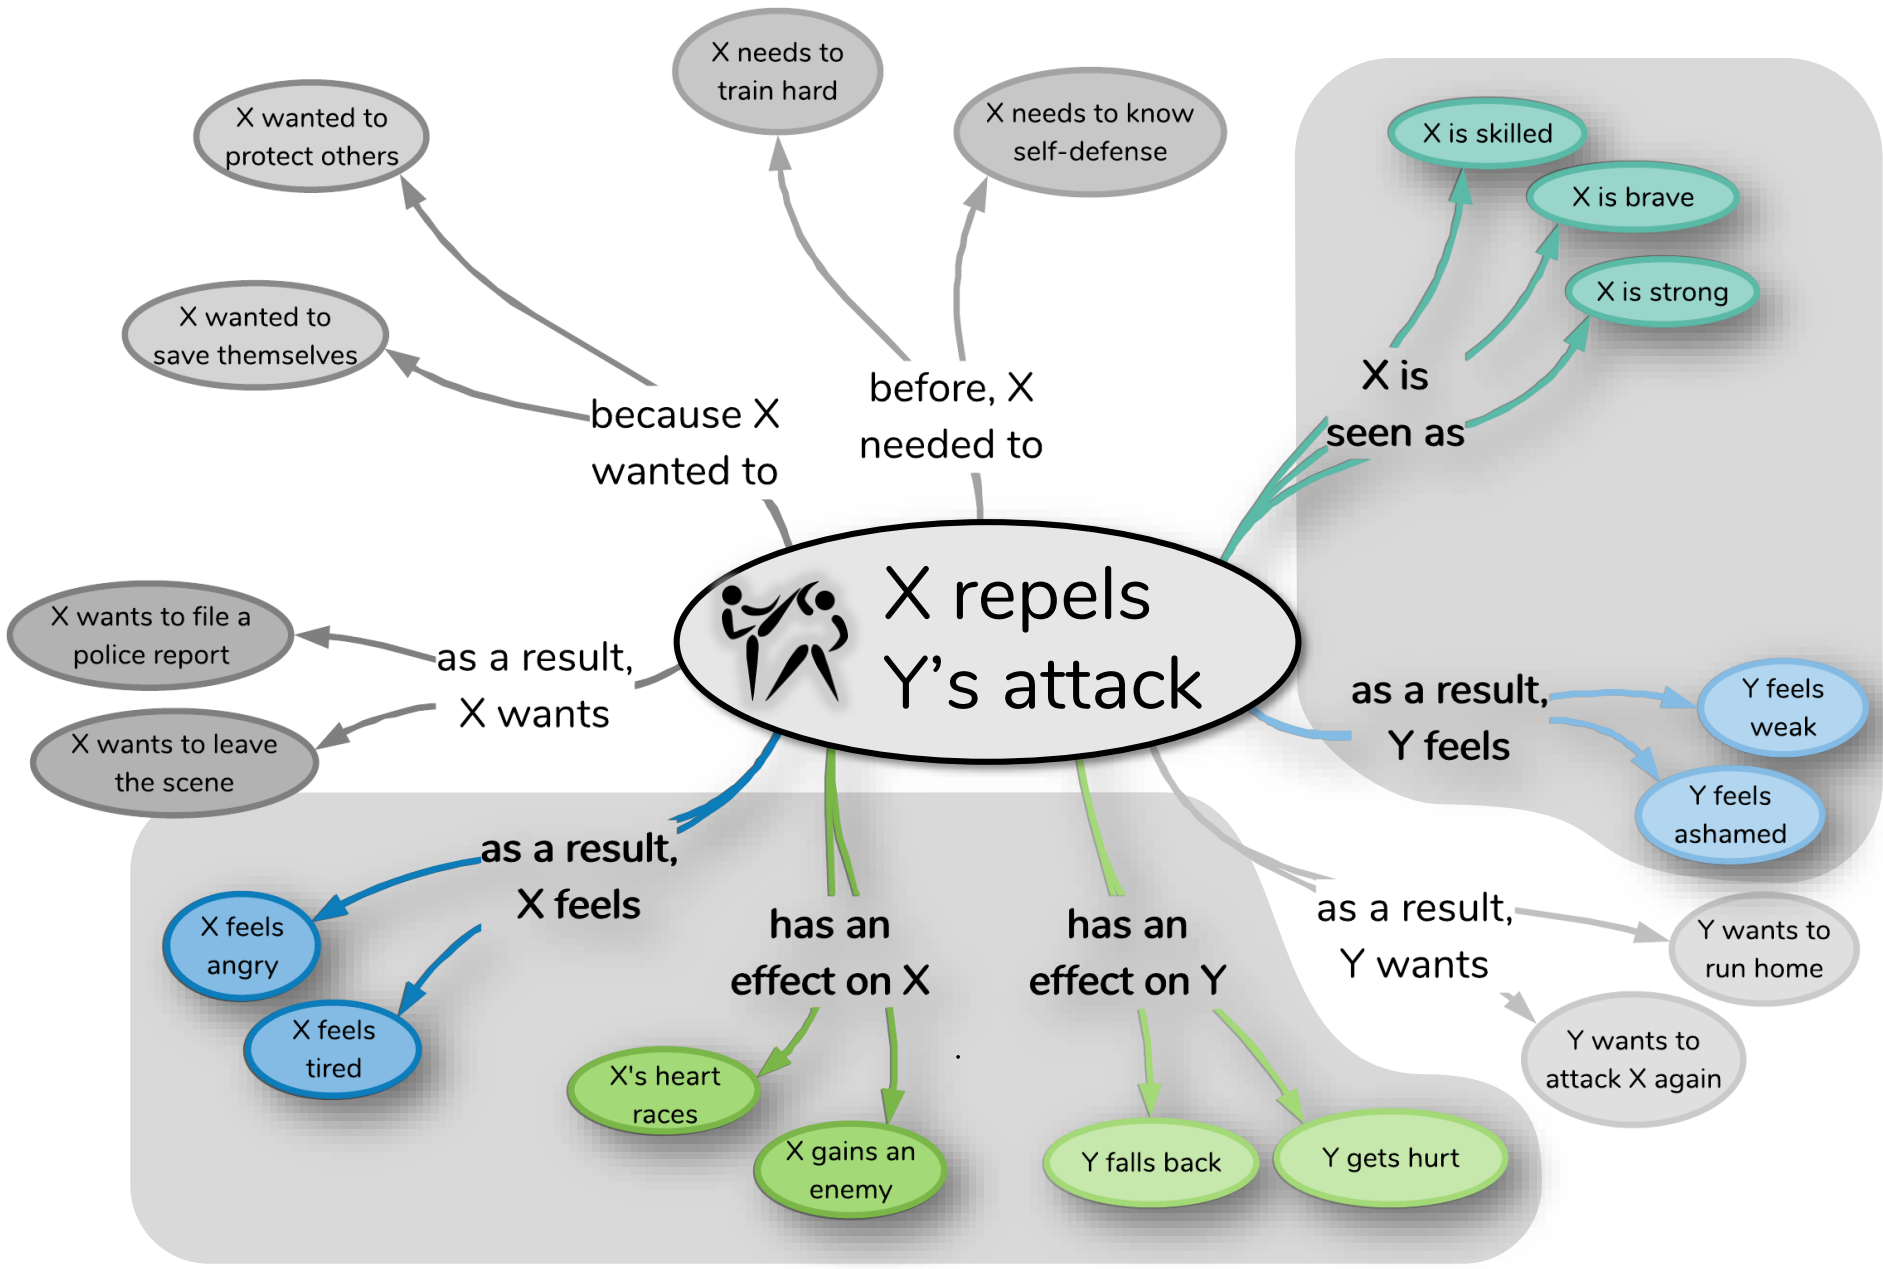 X needs to
train hard
X needs to know
self-defense
X wanted to
protect others
X wanted to
save themselves
because X
wanted to
before, X
needed to
X is skilled
X is brave
X is strong
X is
seen as
X repels
Y’s attack
X wants to file a
police report
X wants to leave
the scene
as a result,
X wants
as a result,
Y feels
Y feels
weak
Y feels
ashamed
as a result,
X feels
X feels
angry
X feels
tired
has an
effect on X
X's heart
races
X gains an
enemy
has an
effect on Y
Y falls back
Y gets hurt
as a result,
Y wants
Y wants to
run home
Y wants to
attack X again